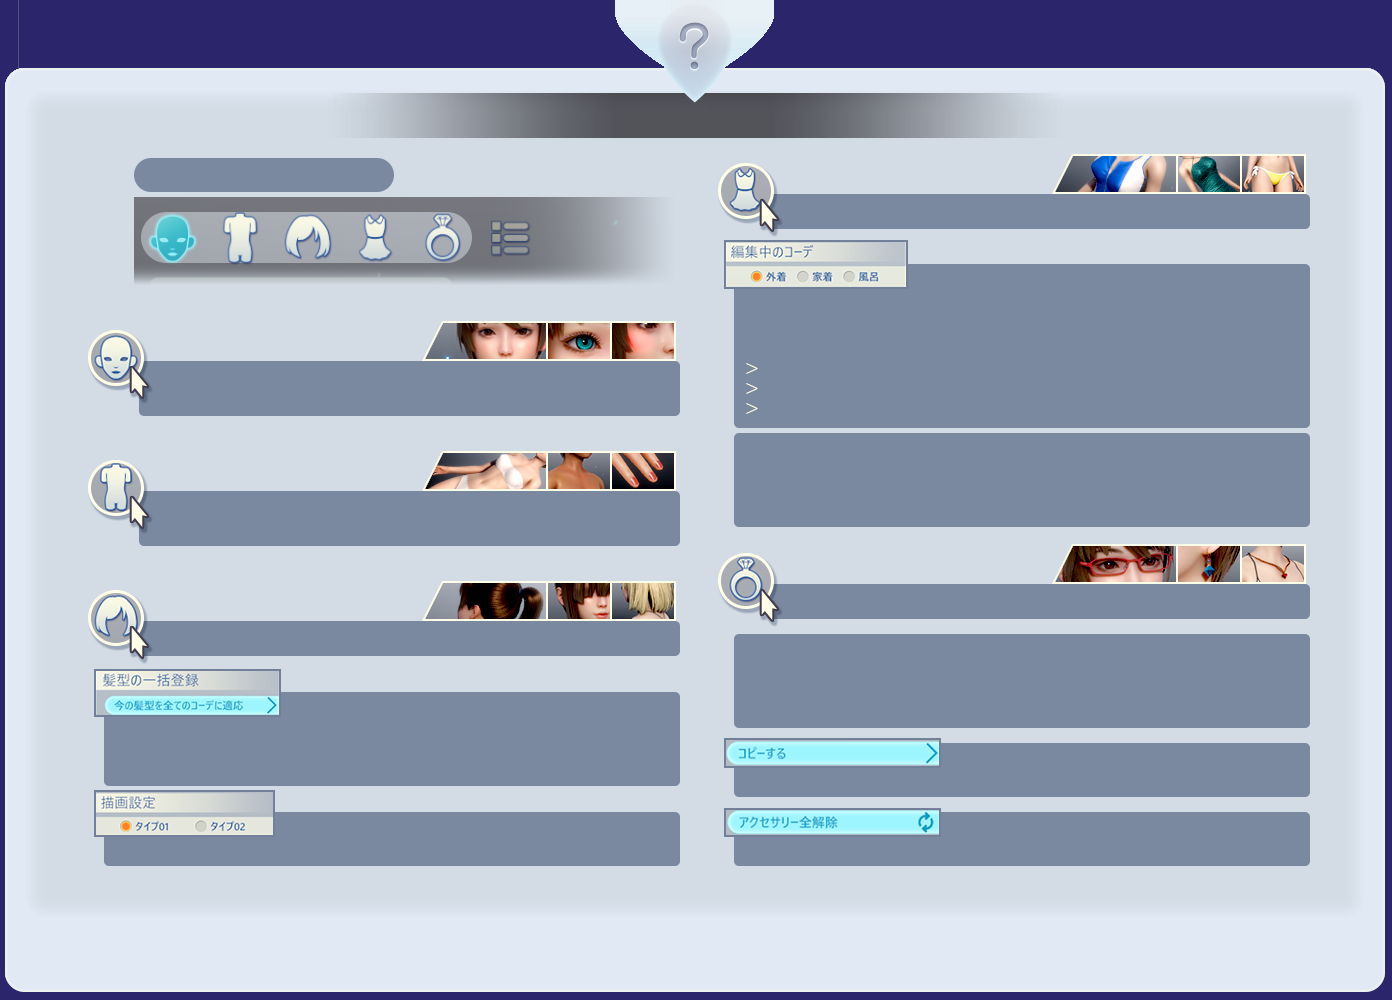 ?
髪型の一括登録
今の髪型を全てのコーデに適応
描画設定
タイプ01 タイプ02
編集中のコーデ
外着 家着 風呂
>
>
>
コピーする
アクセサリー全解除